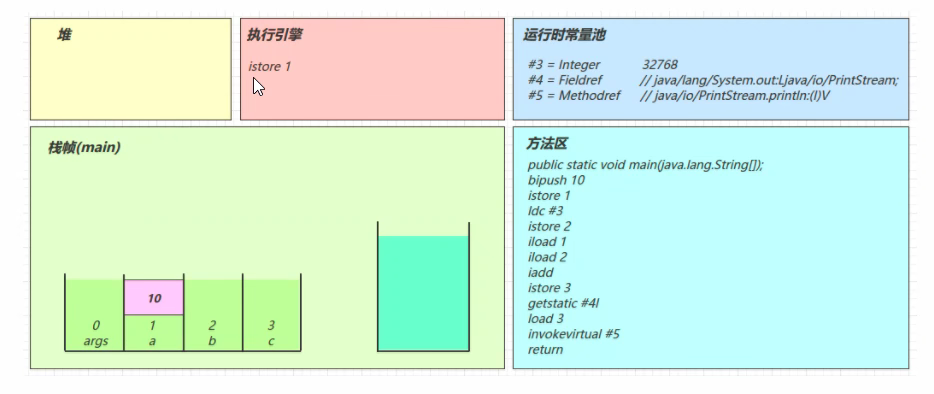 堆
执行引擎
istore 1
运行时常量池
#3 = Integer 32768
#4 = Fieldref // java/lang/System.out:Ljava/io/PrintStream;
#5 = Methodref // java/io/PrintStream.println:(I)V
栈帧(main)
10
0 1 2 3
args a b c
方法区
public static void main(java.lang.String[]);
bipush 10
istore 1
ldc #3
istore 2
iload 1
iload 2
iadd
istore 3
getstatic #4l
load 3
invokevirtual #5
return